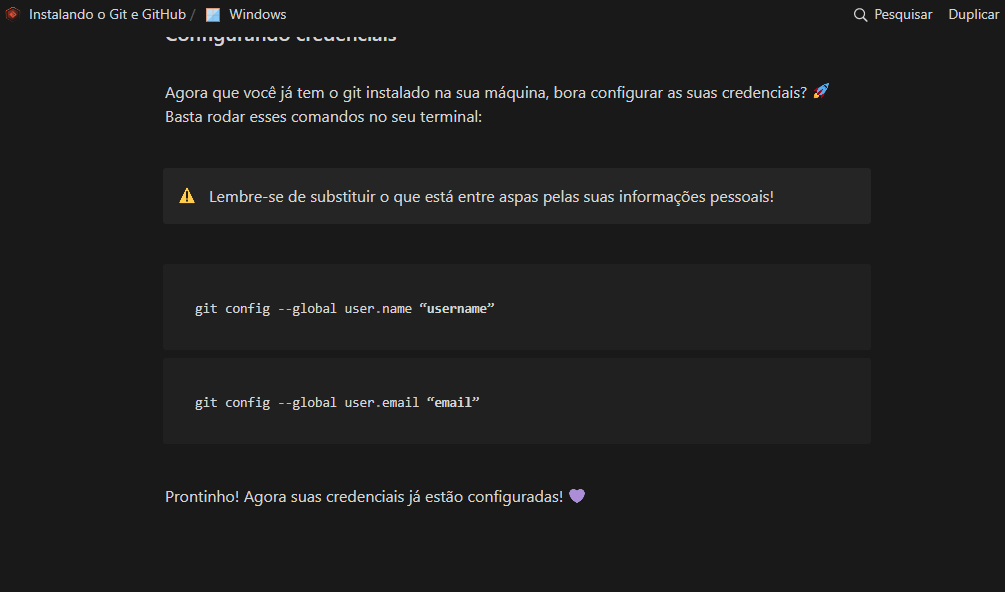 Instalando o Git e GitHub / Windows
Pesquisar
Duplicar
Configurando credenciais
Agora que você já tem o git instalado na sua máquina, bora configurar as suas credenciais? 🚀
Basta rodar esses comandos no seu terminal:
⚠️ Lembre-se de substituir o que está entre aspas pelas suas informações pessoais!
git config --global user.name “username”
git config --global user.email “email”
Prontinho! Agora suas credenciais já estão configuradas! 💜